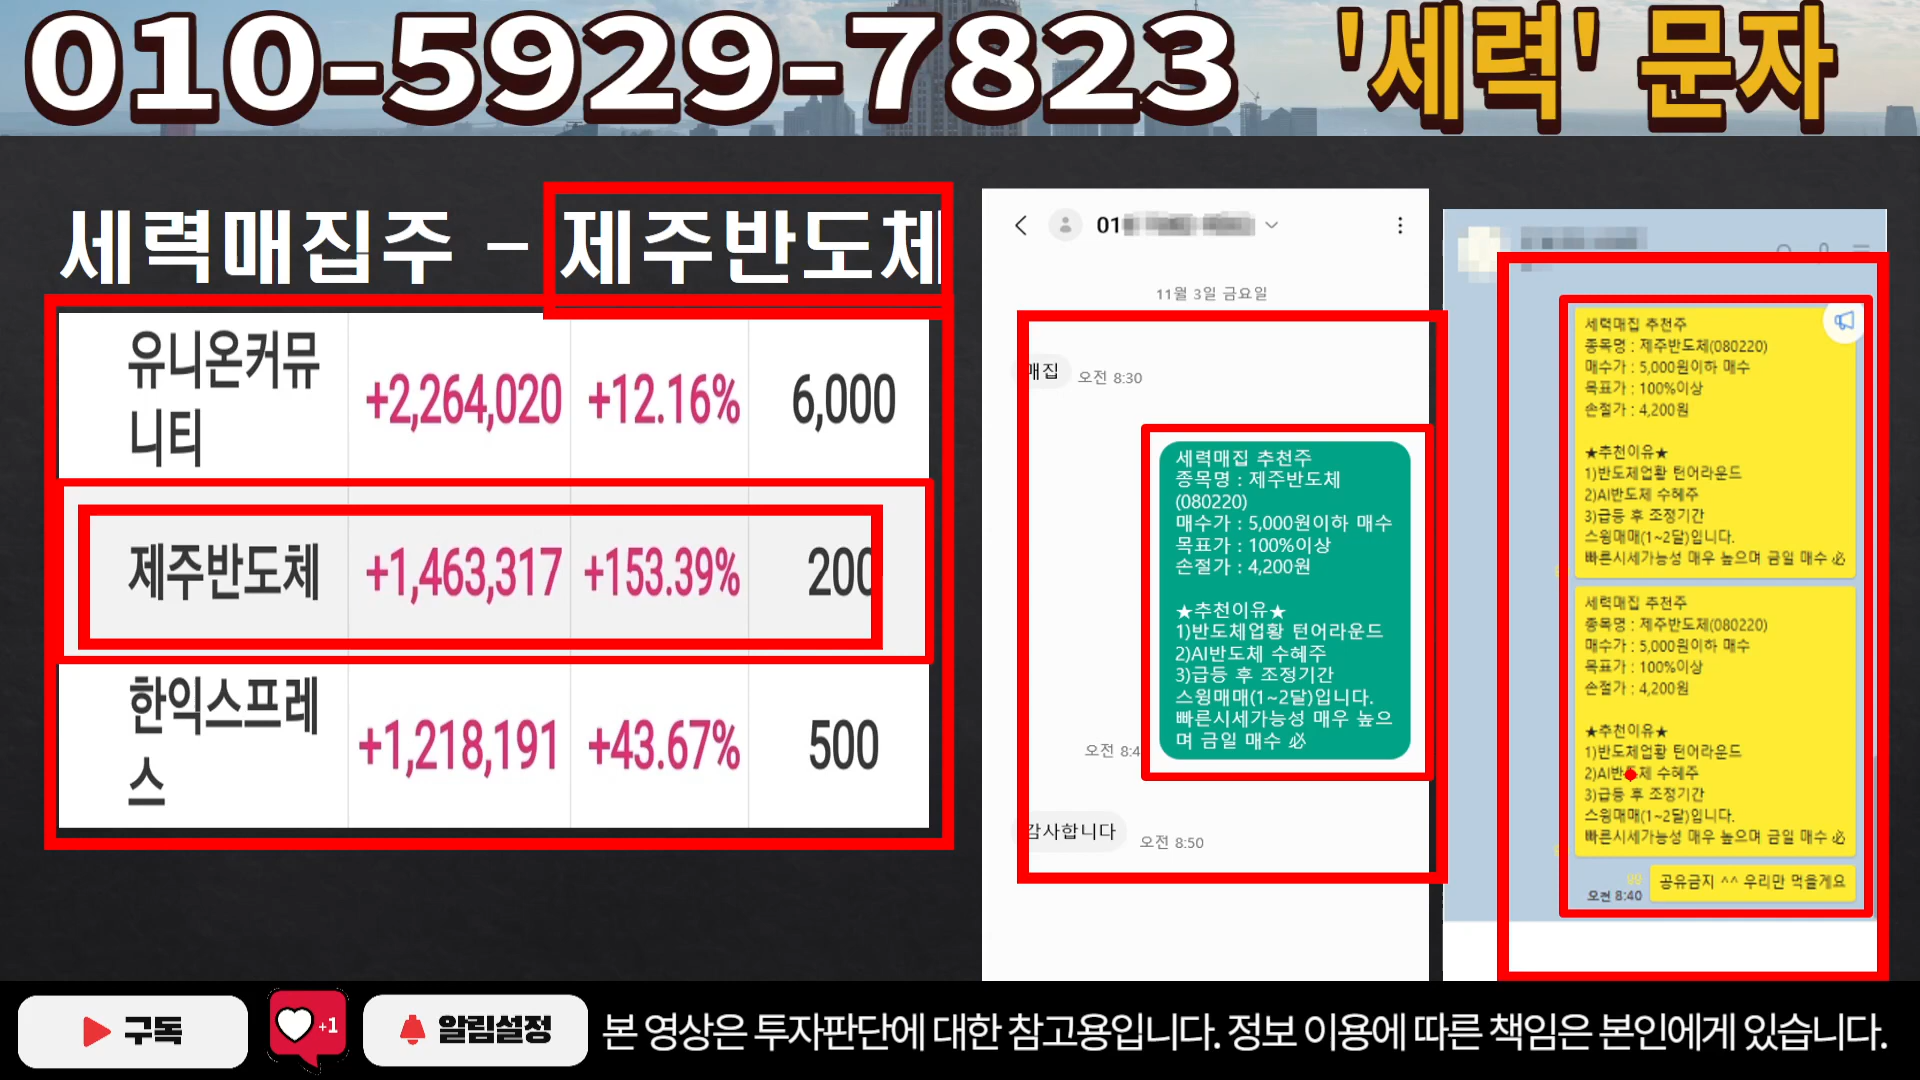 010-5929-7823 '세력' 문자
세력매집주 - 제주반도체
유니온커뮤
니티
+2,264,020 +12.16% 6,000
제주반도체 +1,463,317 +153.39% 200
한익스프레
스
+1,218,191 +43.67% 500
01
11월 3일 금요일
매집 오전 8:30
세력매집 추천주
종목명 : 제주반도체
(080220)
매수가 : 5,000원이하 매수
목표가 : 100%이상
손절가 : 4,200원
★추천이유★
1)반도체업황 턴어라운드
2)AI반도체 수혜주
3)급등 후 조정기간
스윙매매(1~2달)입니다.
빠른시세가능성 매우 높으
며 금일 매수 必
오전 8:4
감사합니다 오전 8:50
세력매집 추천주
종목명 : 제주반도체(080220)
매수가 : 5,000원이하 매수
목표가 : 100%이상
손절가 : 4,200원
★추천이유★
1)반도체업황 턴어라운드
2)AI반도체 수혜주
3)급등 후 조정기간
스윙매매(1~2달)입니다.
빠른시세가능성 매우 높으며 금일 매수 必
세력매집 추천주
종목명 : 제주반도체(080220)
매수가 : 5,000원이하 매수
목표가 : 100%이상
손절가 : 4,200원
★추천이유★
1)반도체업황 턴어라운드
2)AI반도체 수혜주
3)급등 후 조정기간
스윙매매(1~2달)입니다.
빠른시세가능성 매우 높으며 금일 매수 必
오전 8:40 공유금지 ^^ 우리만 먹을게요
구독 +1 알림설정 본 영상은 투자판단에 대한 참고용입니다. 정보 이용에 따른 책임은 본인에게 있습니다.